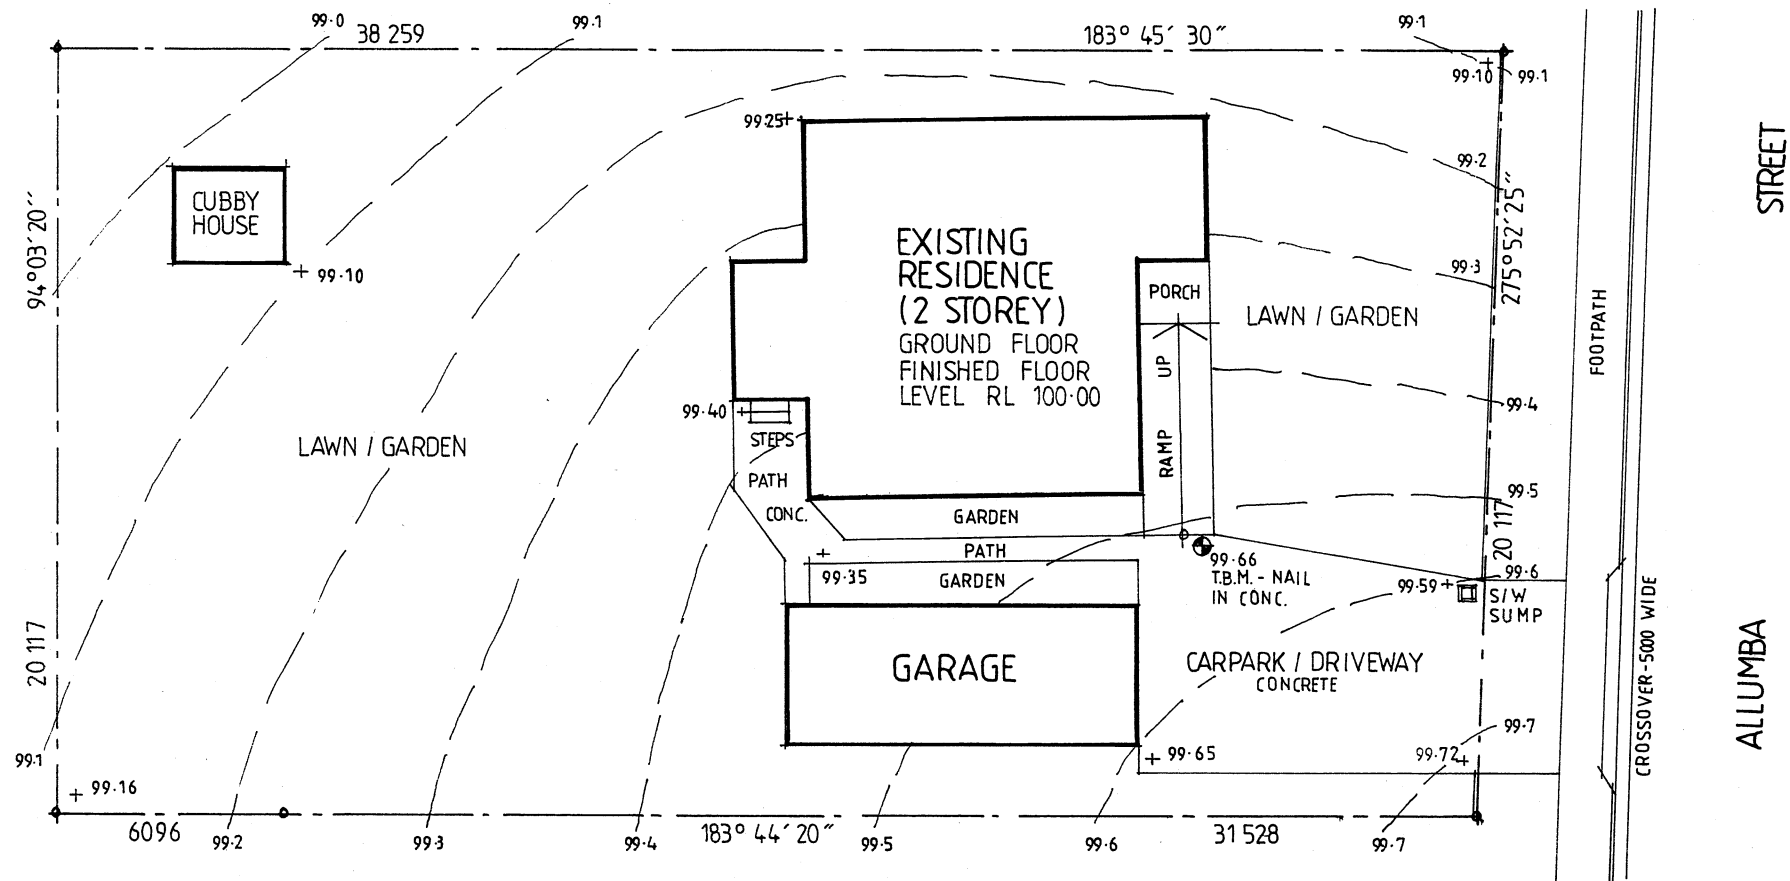 99·0
38 259
99·1
183° 45′ 30″
99·1
99·10
99·1
STREET
99·25
99·2
CUBBY
HOUSE
94° 03′ 20″
99·10
275° 52′ 25″
EXISTING
RESIDENCE
(2 STOREY)
GROUND FLOOR
FINISHED FLOOR
LEVEL RL 100·00
99·3
PORCH
LAWN / GARDEN
FOOTPATH
RAMP UP
99·40
99·4
STEPS
LAWN / GARDEN
PATH
CONC.
99·5
GARDEN
20 117
PATH
99·35
GARDEN
99·66
T.B.M. - NAIL
IN CONC.
99·59
99·6
S/W
SUMP
CROSSOVER - 5000 WIDE
ALLUMBA
20 117
GARAGE
CARPARK / DRIVEWAY
CONCRETE
99·7
99·1
99·65
99·72
99·16
6096
99·2
99·3
99·4
183° 44′ 20″
99·5
99·6
31 528
99·7